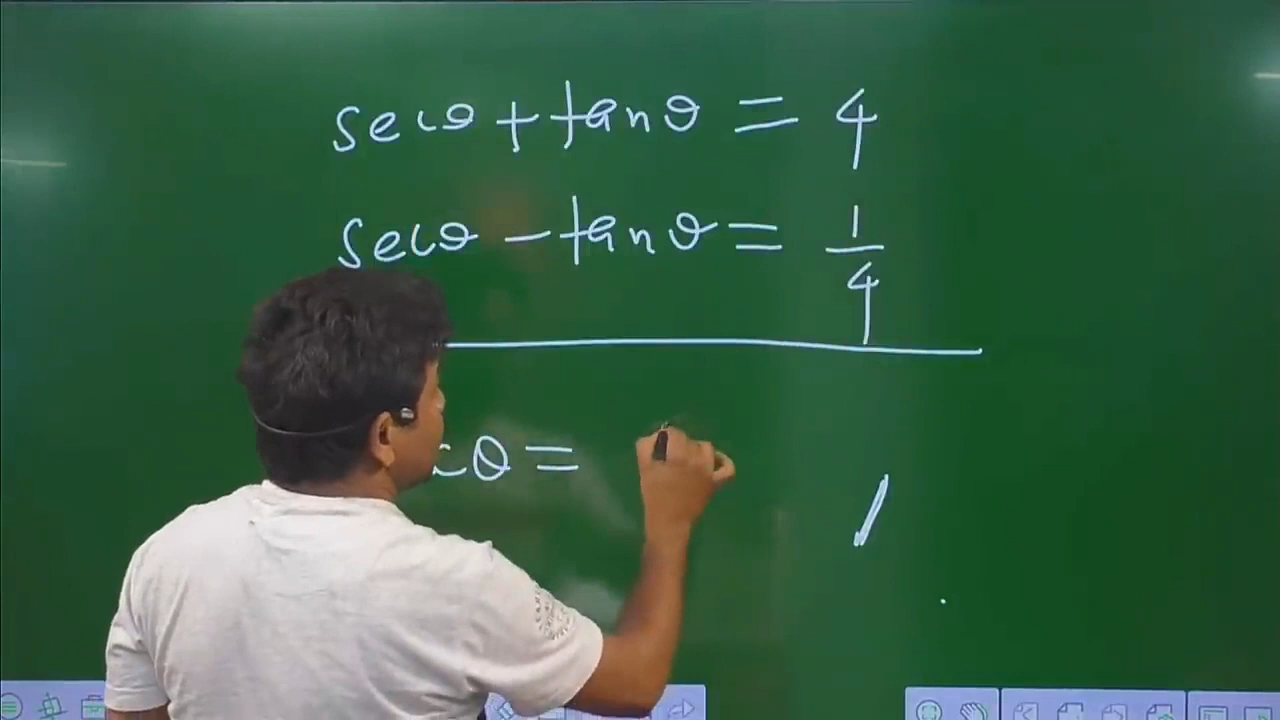 secθ + tanθ = 4
secθ - tanθ = 1/4
cθ =